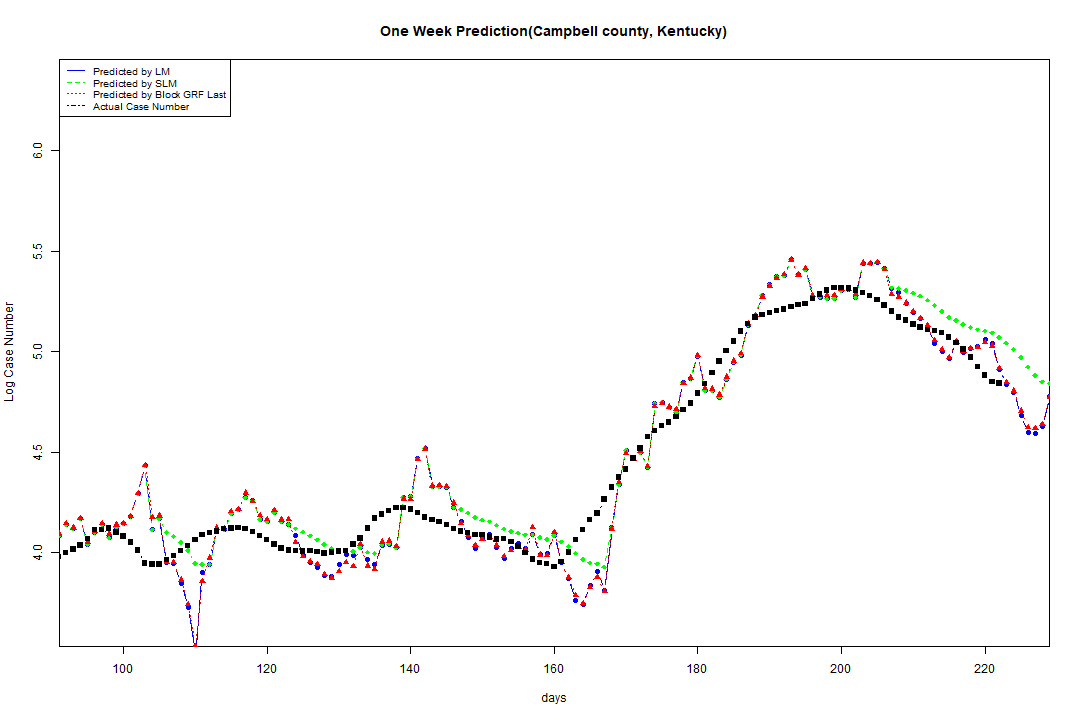 One Week Prediction(Campbell county, Kentucky)
Predicted by LM
Predicted by SLM
Predicted by Block GRF Last
Actual Case Number
6.0
5.5
5.0
4.5
4.0
Log Case Number
100 120 140 160 180 200 220
days